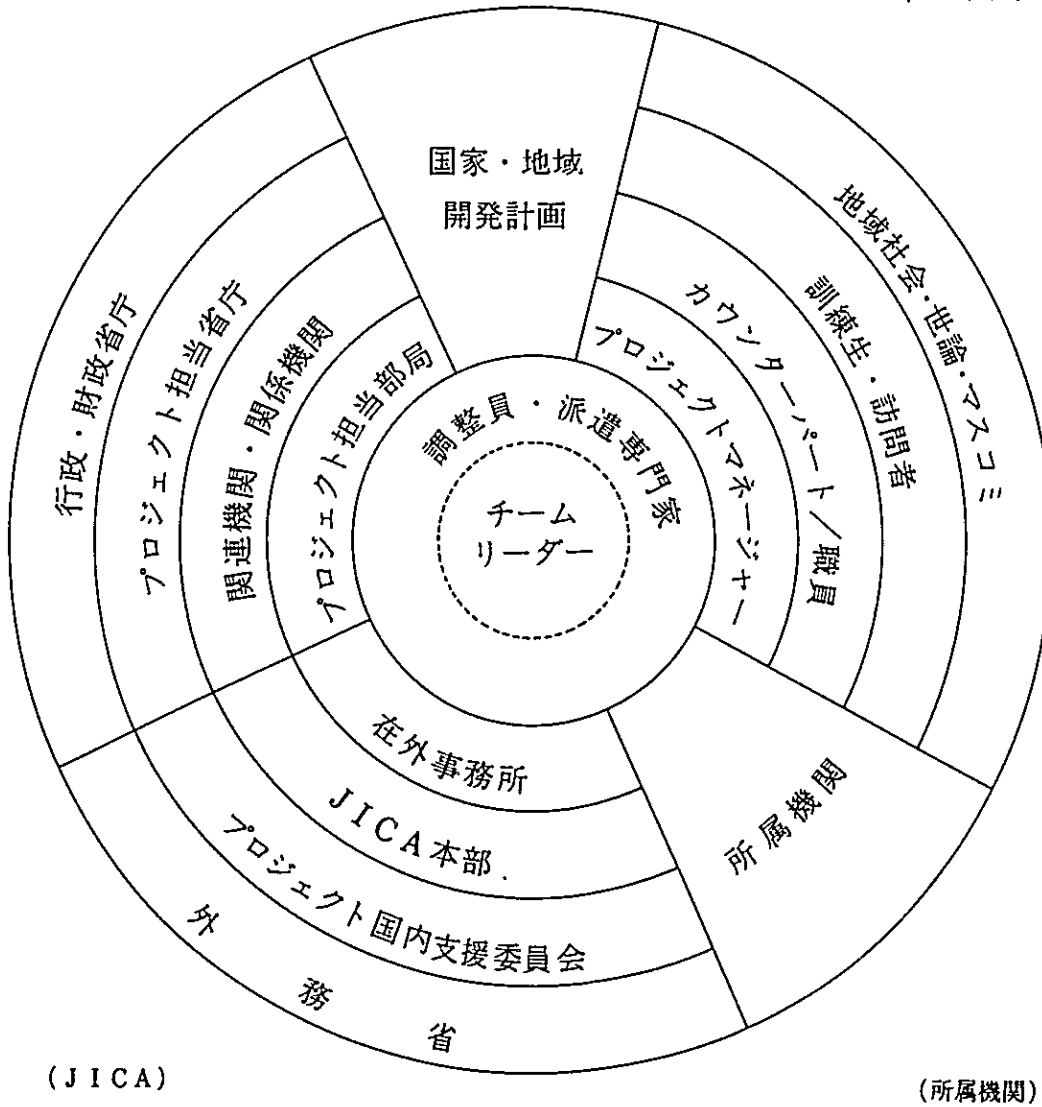 国家・地域
開発計画
行政・財政省庁
プロジェクト担当省庁
関連機関・関係機関
プロジェクト担当部局
地域社会・世論・マスコミ
訓練生・訪問者
カウンターパート/職員
プロジェクトマネージャー
調整員・派遣専門家
チーム
リーダー
在外事務所
JICA本部
プロジェクト国内支援委員会
外務省
所属機関
(JICA)
(所属機関)